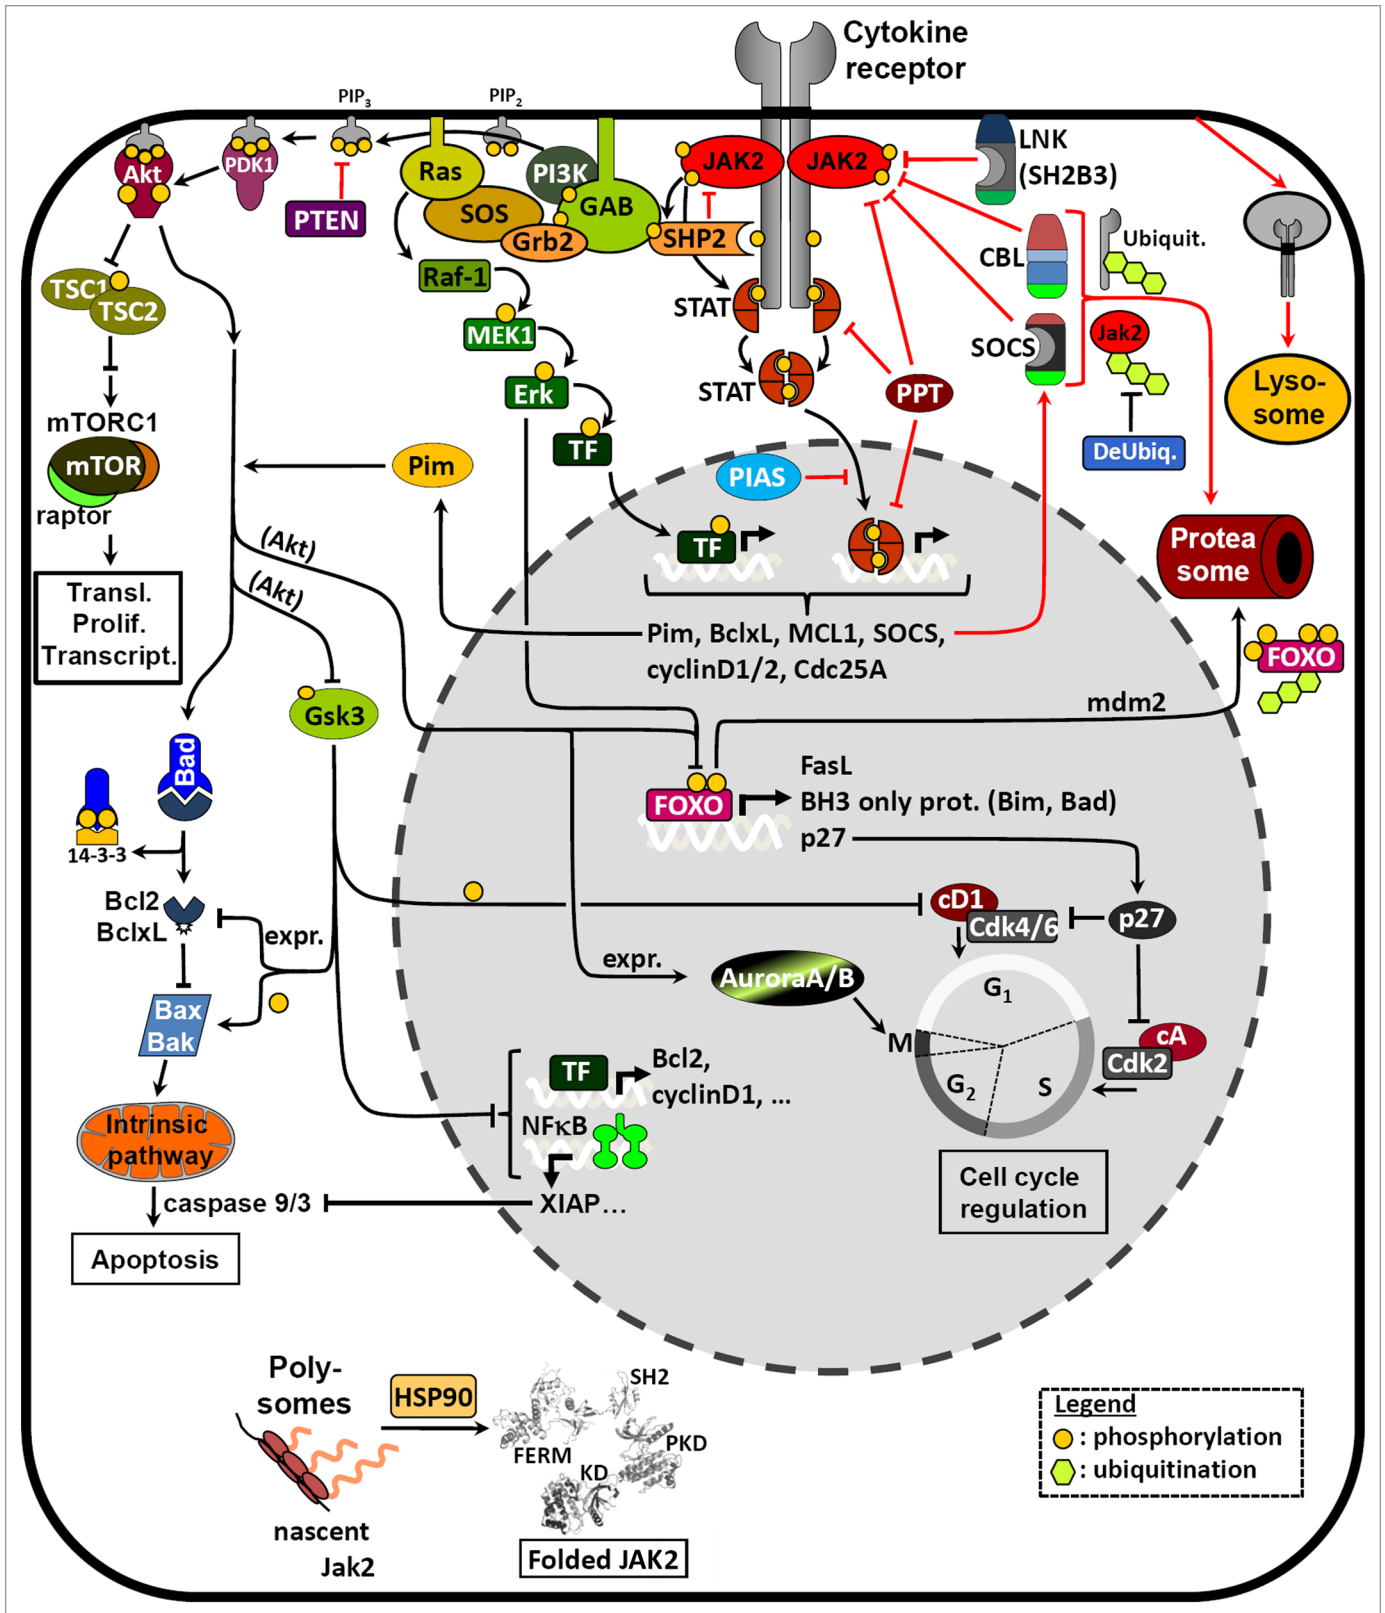 Cytokine
receptor
PIP3
PIP2
LNK
(SH2B3)
JAK2
JAK2
Akt
PDK1
Ras
PI3K
PTEN
SOS
GAB
Grb2
SHP2
CBL
Ubiquit.
Raf-1
TSC1
TSC2
STAT
MEK1
SOCS
Jak2
Erk
STAT
PPT
Lyso-
some
mTORC1
mTOR
raptor
Pim
TF
PIAS
DeUbiq.
(Akt)
(Akt)
TF
Protea
some
Transl.
Prolif.
Transcript.
Pim, BclxL, MCL1, SOCS,
cyclinD1/2, Cdc25A
FOXO
mdm2
Gsk3
Bad
FasL
FOXO
BH3 only prot. (Bim, Bad)
p27
14-3-3
Bcl2
BclxL
expr.
cD1
Cdk4/6
p27
expr.
AuroraA/B
G1
Bax
Bak
M
cA
Cdk2
G2
S
TF
Bcl2,
cyclinD1, ...
NFκB
Intrinsic
pathway
caspase 9/3
XIAP...
Cell cycle
regulation
Apoptosis
Poly-
somes
HSP90
SH2
FERM
PKD
KD
nascent
Jak2
Folded JAK2
Legend
: phosphorylation
: ubiquitination